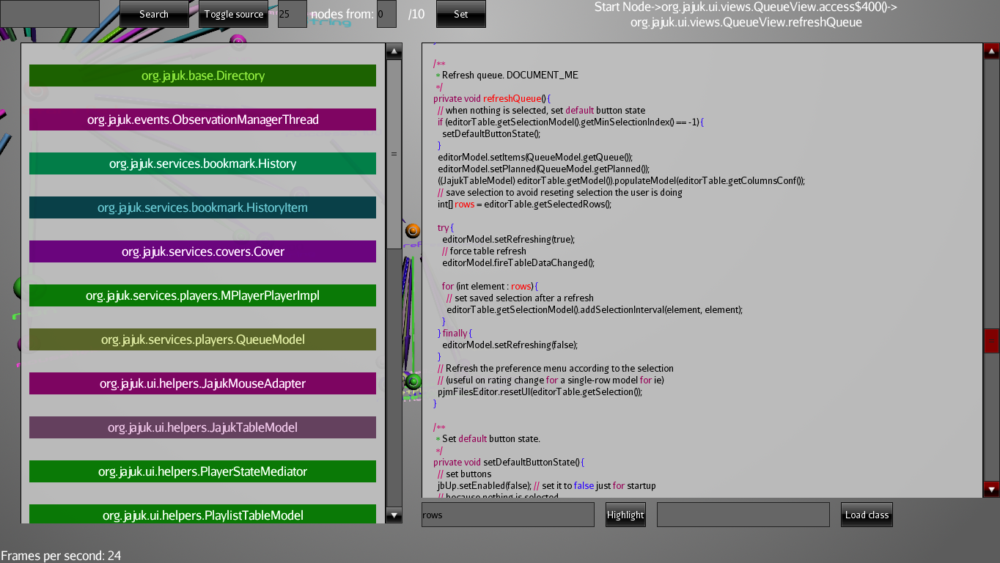 Search
Toggle source
25
nodes from:
0
/10
Set
Start Node->org.jajuk.ui.views.QueueView.access$400()->
org.jajuk.ui.views.QueueView.refreshQueue
org.jajuk.base.Directory
org.jajuk.events.ObservationManagerThread
org.jajuk.services.bookmark.History
org.jajuk.services.bookmark.HistoryItem
org.jajuk.services.covers.Cover
org.jajuk.services.players.MPlayerPlayerImpl
org.jajuk.services.players.QueueModel
org.jajuk.ui.helpers.JajukMouseAdapter
org.jajuk.ui.helpers.JajukTableModel
org.jajuk.ui.helpers.PlayerStateMediator
org.jajuk.ui.helpers.PlaylistTableModel
/**
* Refresh queue. DOCUMENT_ME
*/
private void refreshQueue() {
// when nothing is selected, set default button state
if (editorTable.getSelectionModel().getMinSelectionIndex() == -1) {
setDefaultButtonState();
}
editorModel.setItems(QueueModel.getQueue());
editorModel.setPlanned(QueueModel.getPlanned());
((JajukTableModel) editorTable.getModel()).populateModel(editorTable.getColumnsConf());
// save selection to avoid reseting selection the user is doing
int[] rows = editorTable.getSelectedRows();
try {
editorModel.setRefreshing(true);
// force table refresh
editorModel.fireTableDataChanged();
for (int element : rows) {
// set saved selection after a refresh
editorTable.getSelectionModel().addSelectionInterval(element, element);
}
} finally {
editorModel.setRefreshing(false);
}
// Refresh the preference menu according to the selection
// (useful on rating change for a single-row model for ie)
pjmFilesEditor.resetUI(editorTable.getSelection());
}
/**
* Set default button state.
*/
private void setDefaultButtonState() {
// set buttons
jbUp.setEnabled(false); // set it to false just for startup
// because nothing is selected
rows
Highlight
Load class
Frames per second: 24